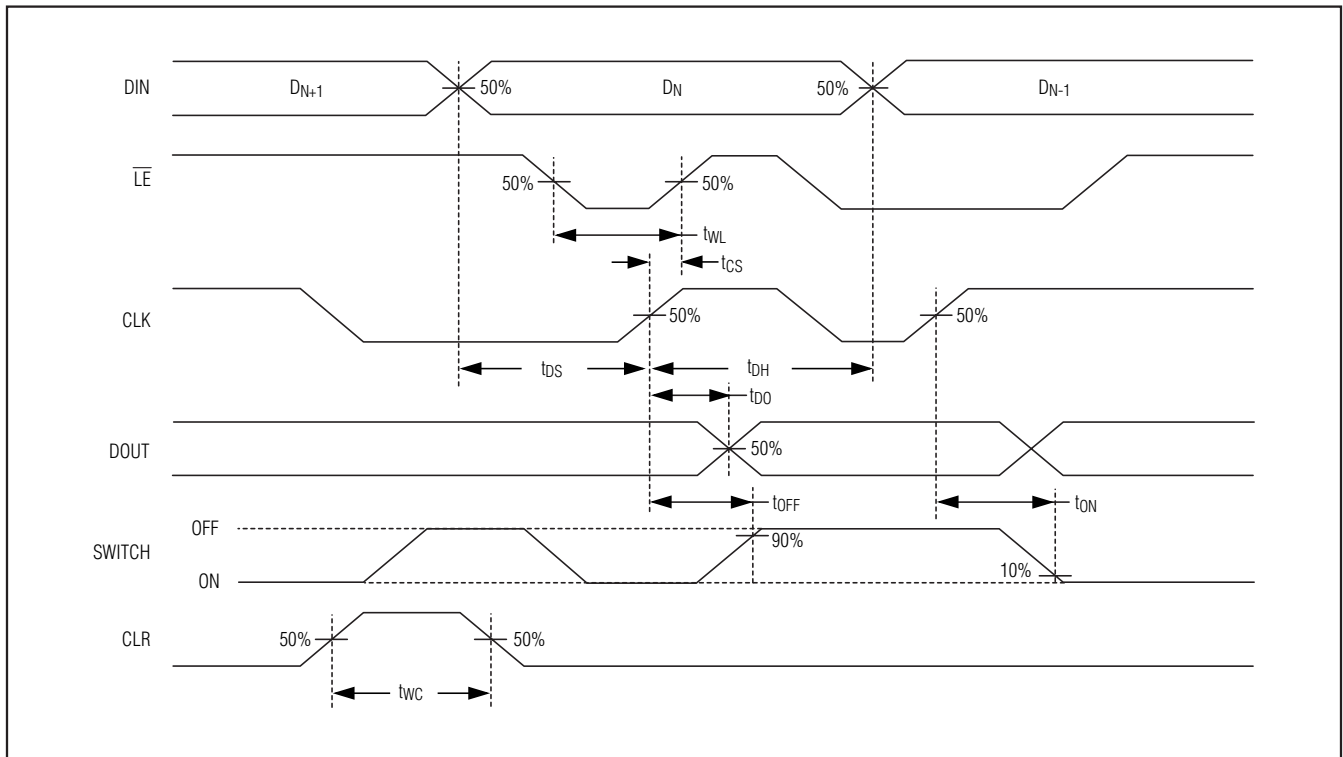 DIN DN+1 50% DN 50% DN-1
LE 50% 50%
tWL
tCS
CLK 50% 50%
tDS tDH
tDO
DOUT 50%
tOFF tON
OFF
SWITCH 90%
ON 10%
CLR 50% 50%
tWC